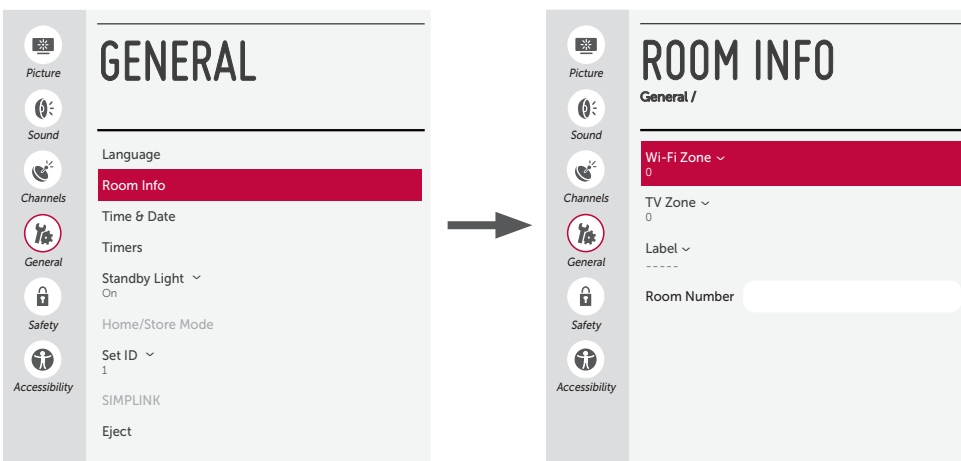 Picture
Sound
Channels
General
Safety
Accessibility
GENERAL
Language
Room Info
Time & Date
Timers
Standby Light
On
Home/Store Mode
Set ID
1
SIMPLINK
Eject
Picture
Sound
Channels
General
Safety
Accessibility
ROOM INFO
General /
Wi-Fi Zone
0
TV Zone
0
Label
-----
Room Number